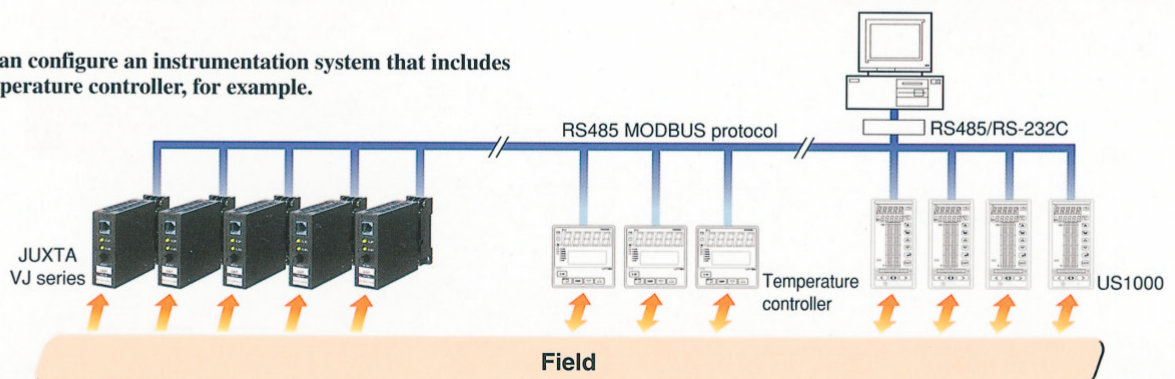 an configure an instrumentation system that includes
perature controller, for example.
RS485 MODBUS protocol
RS485/RS-232C
JUXTA
VJ series
Temperature
controller
US1000
Field